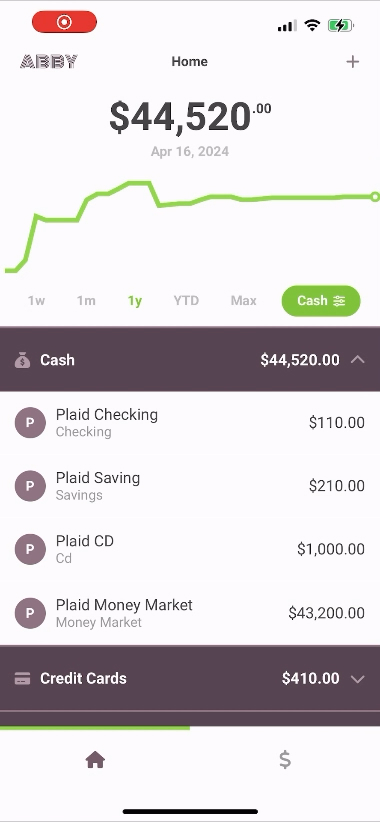 ABBY
Home
+
$44,520.00
Apr 16, 2024
1w 1m 1y YTD Max Cash
Cash $44,520.00
P Plaid Checking $110.00
Checking
P Plaid Saving $210.00
Savings
P Plaid CD $1,000.00
Cd
P Plaid Money Market $43,200.00
Money Market
Credit Cards $410.00
$